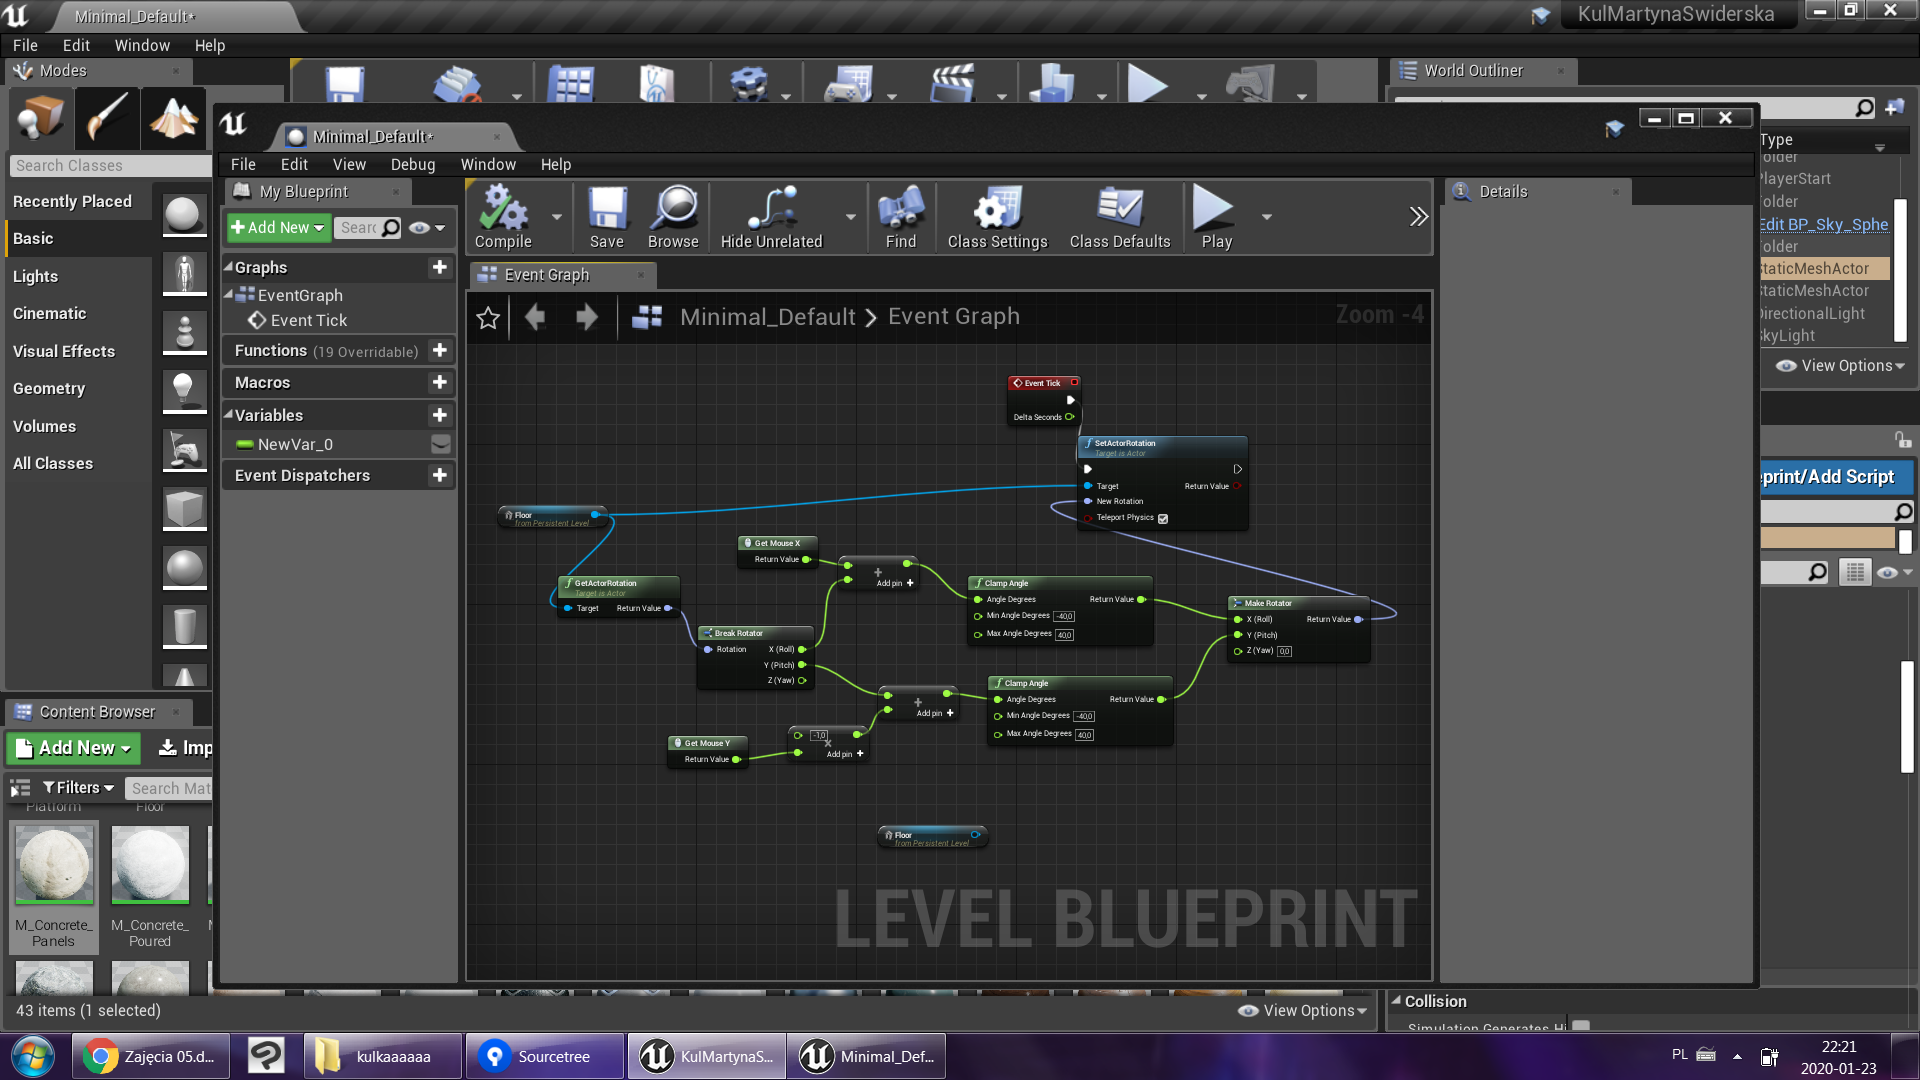 Minimal_Default*
KulMartynaSwiderska
File Edit Window Help
Modes
World Outliner
Search Classes
Recently Placed
Basic
Lights
Cinematic
Visual Effects
Geometry
Volumes
All Classes
Minimal_Default*
File Edit View Debug Window Help
My Blueprint
Add New
Searc
Graphs
EventGraph
Event Tick
Functions (19 Overridable)
Macros
Variables
NewVar_0
Event Dispatchers
Compile
Save
Browse
Hide Unrelated
Find
Class Settings
Class Defaults
Play
Event Graph
Minimal_Default > Event Graph
Zoom -4
Event Tick
Delta Seconds
SetActorRotation
Target is Actor
Target
Return Value
New Rotation
Teleport Physics
Floor
from Persistent Level
GetActorRotation
Target is Actor
Target
Return Value
Get Mouse X
Return Value
+
Add pin +
Break Rotator
Rotation
X (Roll)
Y (Pitch)
Z (Yaw)
Clamp Angle
Angle Degrees
Return Value
Min Angle Degrees -40,0
Max Angle Degrees 40,0
Make Rotator
X (Roll)
Return Value
Y (Pitch)
Z (Yaw) 0,0
+
Add pin +
Clamp Angle
Angle Degrees
Return Value
Min Angle Degrees -40,0
Max Angle Degrees 40,0
Get Mouse Y
Return Value
-1,0
×
Add pin +
Floor
from Persistent Level
LEVEL BLUEPRINT
Details
Type
Folder
PlayerStart
Folder
Edit BP_Sky_Sphe
Folder
StaticMeshActor
StaticMeshActor
DirectionalLight
SkyLight
View Options
eprint/Add Script
Content Browser
Add New
Imp
Filters
Search Mat
Platform
Floor
M_Concrete_
Panels
M_Concrete_
Poured
43 items (1 selected)
View Options
Collision
Simulation Generates Hi
Zajęcia 05.d...
kulkaaaaaa
Sourcetree
KulMartynaS...
Minimal_Def...
PL
22:21
2020-01-23